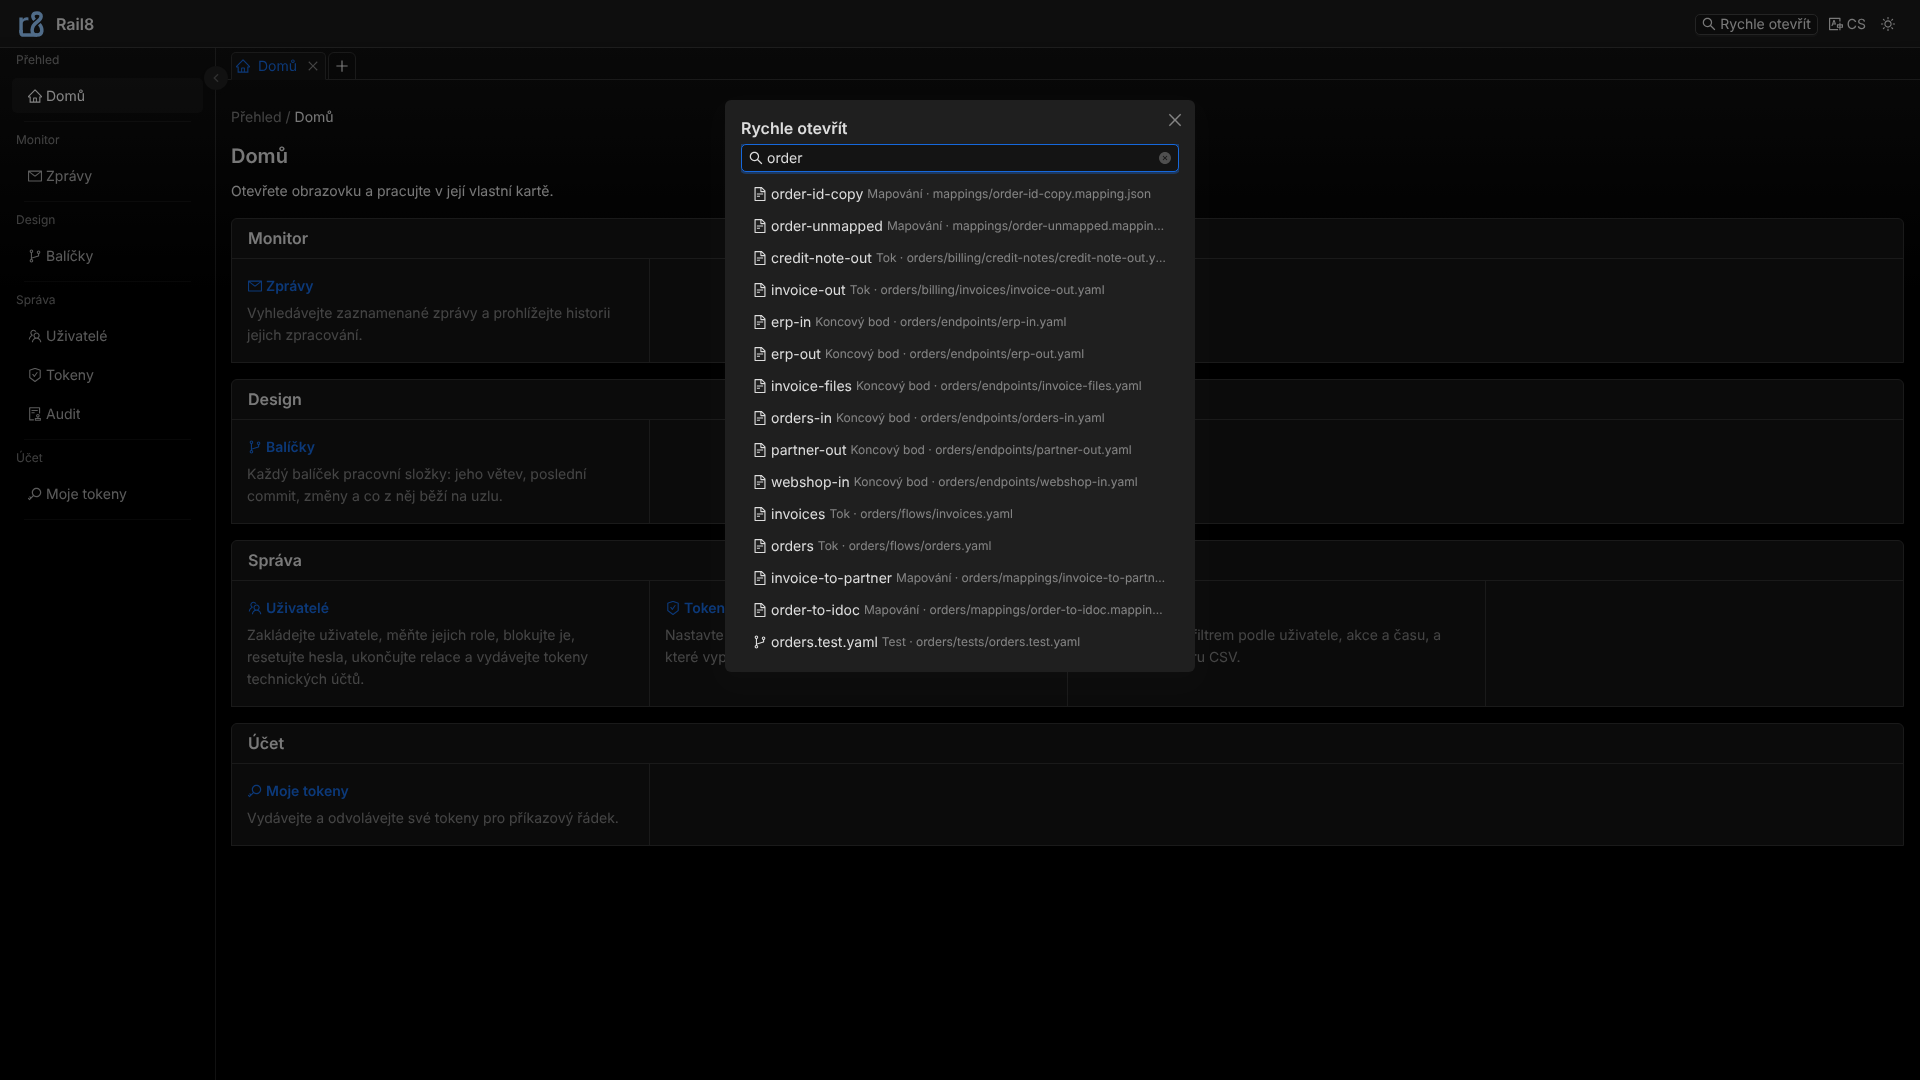 Rail8
Rychle otevřít
CS
Přehled
Domů
Monitor
Zprávy
Design
Balíčky
Správa
Uživatelé
Tokeny
Audit
Účet
Moje tokeny
Domů
Přehled / Domů
Domů
Otevřete obrazovku a pracujte v její vlastní kartě.
Monitor
Zprávy
Vyhledávejte zaznamenané zprávy a prohlížejte historii
jejich zpracování.
Design
Balíčky
Každý balíček pracovní složky: jeho větev, poslední
commit, změny a co z něj běží na uzlu.
Správa
Uživatelé
Zakládejte uživatele, měňte jejich role, blokujte je,
resetujte hesla, ukončujte relace a vydávejte tokeny
technických účtů.
Token
Nastavte
které vyp
filtrem podle uživatele, akce a času, a
ru CSV.
Účet
Moje tokeny
Vydávejte a odvolávejte své tokeny pro příkazový řádek.
Rychle otevřít
order
order-id-copy Mapování · mappings/order-id-copy.mapping.json
order-unmapped Mapování · mappings/order-unmapped.mappin...
credit-note-out Tok · orders/billing/credit-notes/credit-note-out.y...
invoice-out Tok · orders/billing/invoices/invoice-out.yaml
erp-in Koncový bod · orders/endpoints/erp-in.yaml
erp-out Koncový bod · orders/endpoints/erp-out.yaml
invoice-files Koncový bod · orders/endpoints/invoice-files.yaml
orders-in Koncový bod · orders/endpoints/orders-in.yaml
partner-out Koncový bod · orders/endpoints/partner-out.yaml
webshop-in Koncový bod · orders/endpoints/webshop-in.yaml
invoices Tok · orders/flows/invoices.yaml
orders Tok · orders/flows/orders.yaml
invoice-to-partner Mapování · orders/mappings/invoice-to-partn...
order-to-idoc Mapování · orders/mappings/order-to-idoc.mappin...
orders.test.yaml Test · orders/tests/orders.test.yaml